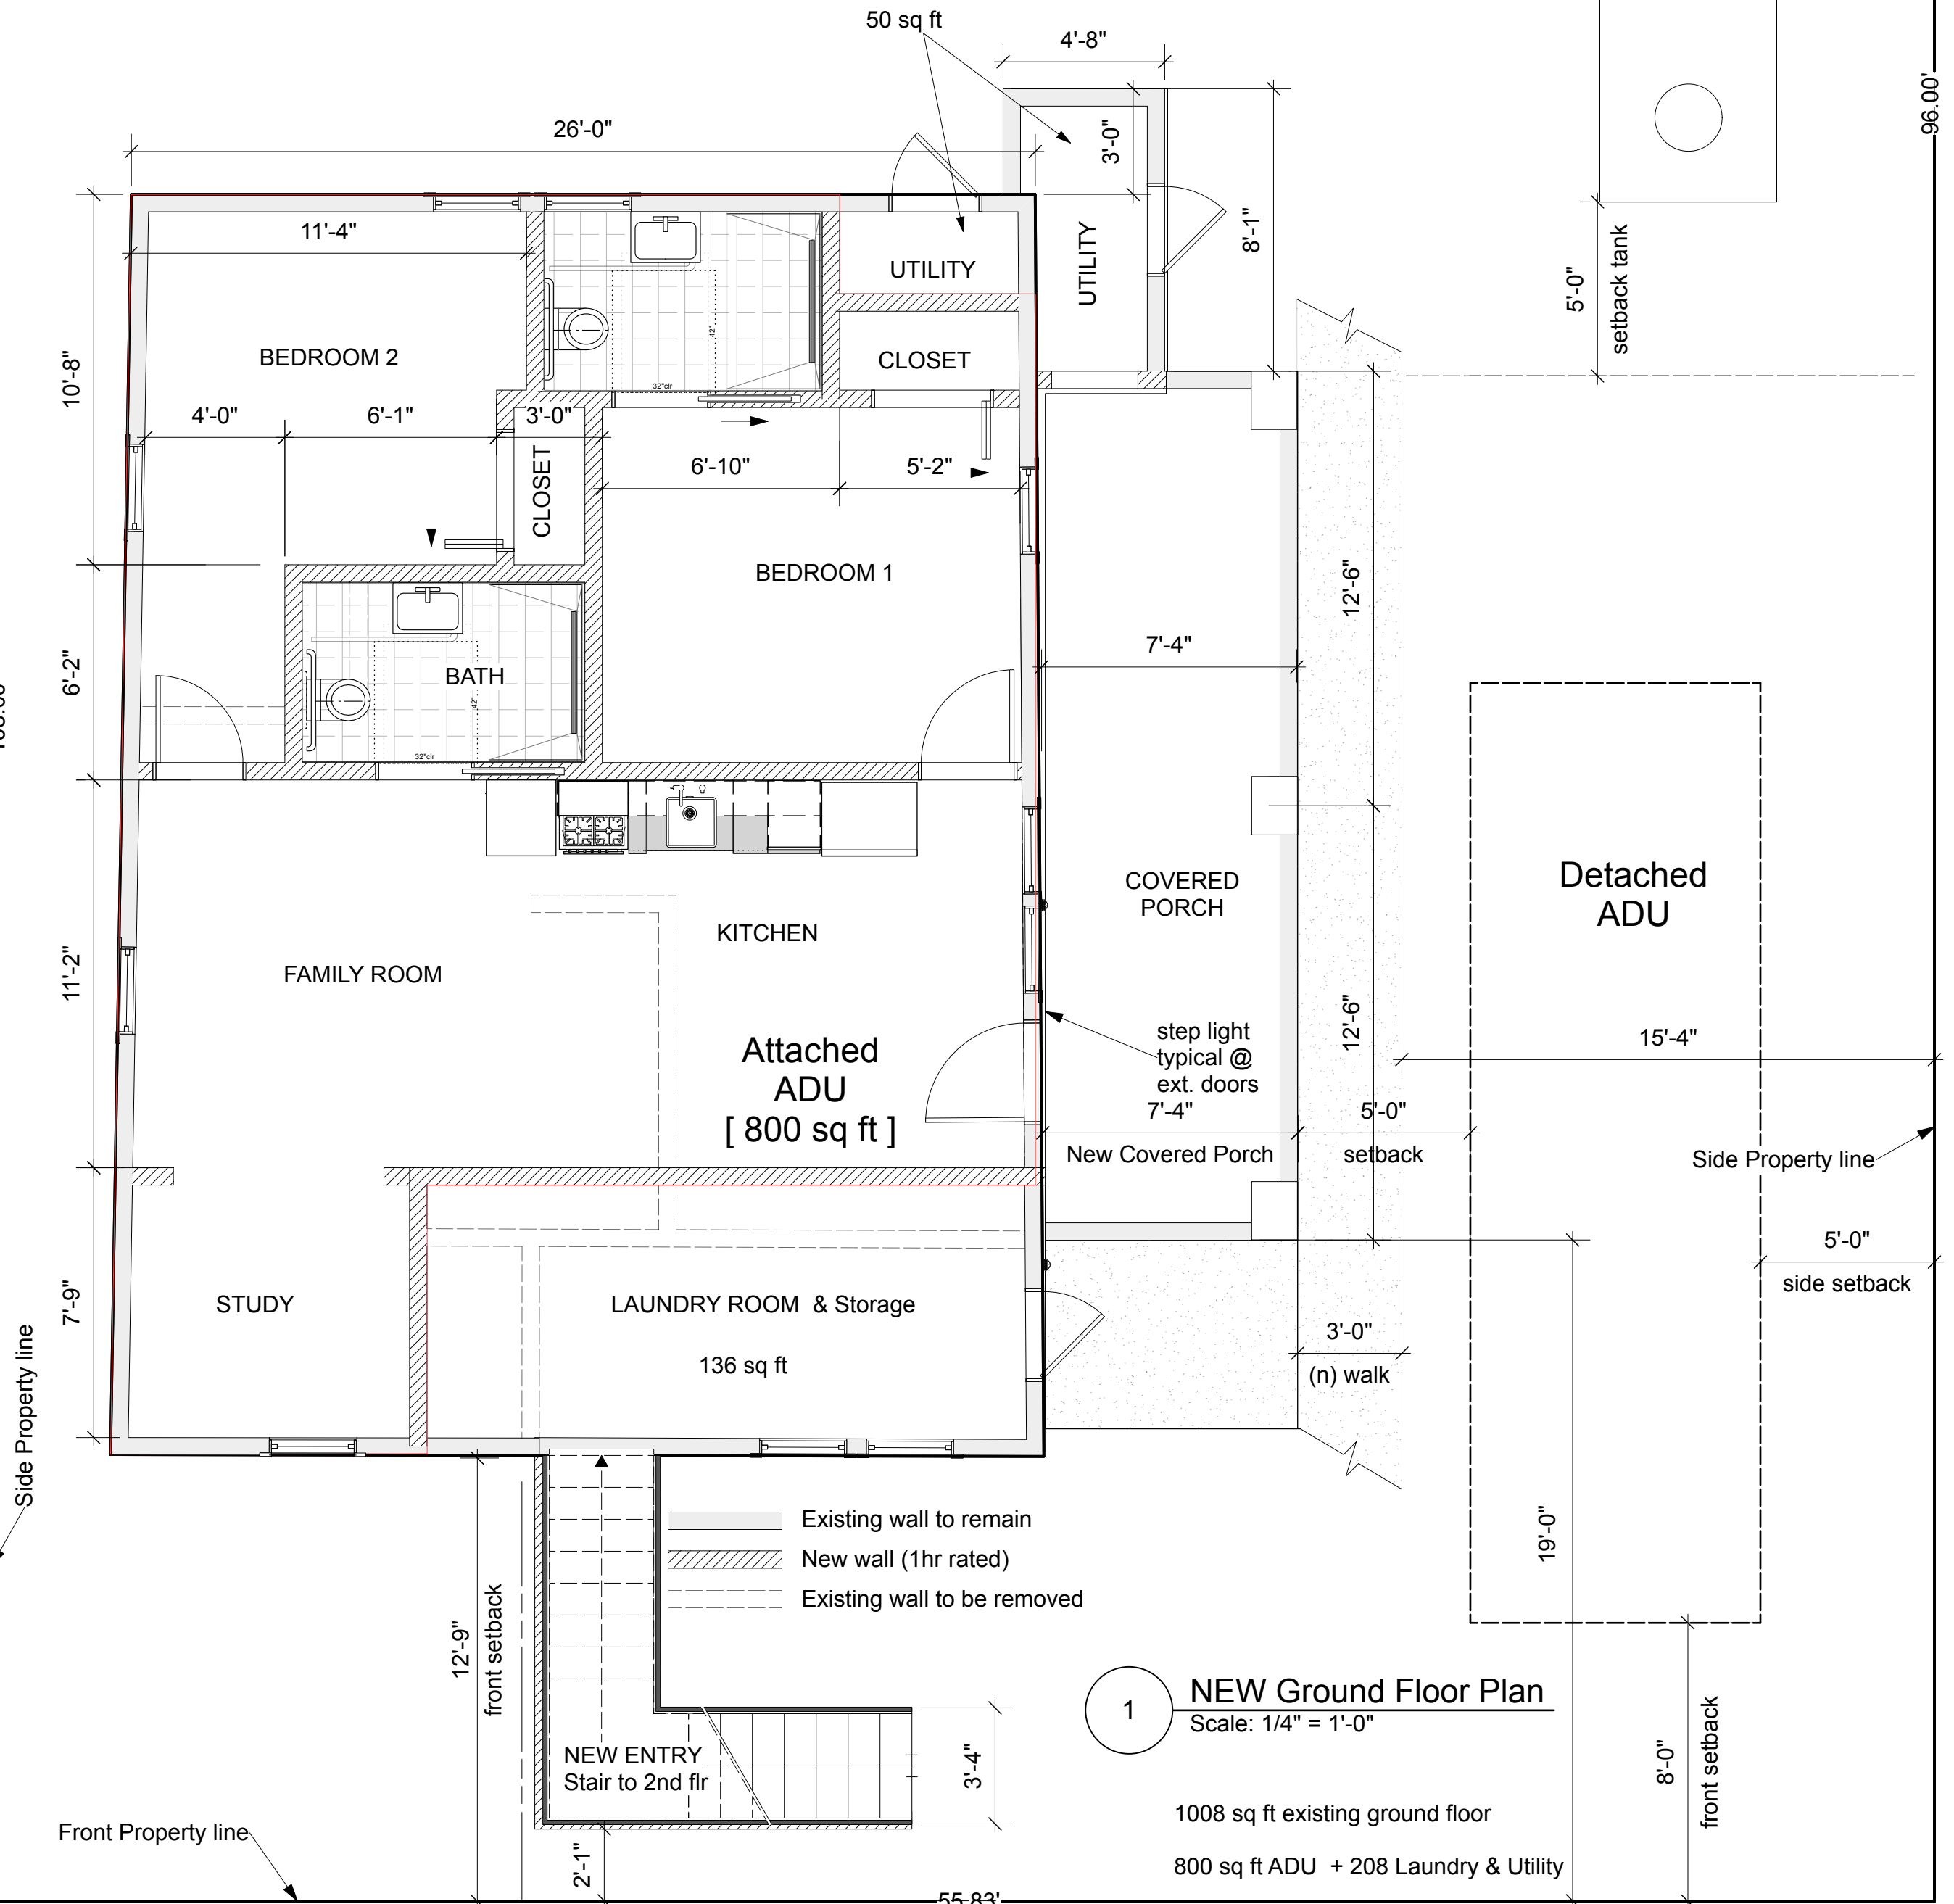 50 sq ft
4'-8"
96.00'
26'-0"
3'-0"
11'-4"
8'-1"
UTILITY
UTILITY
5'-0"
setback tank
42"
BEDROOM 2
CLOSET
10'-8"
32"clr
4'-0"
6'-1"
3'-0"
CLOSET
6'-10"
5'-2"
BEDROOM 1
12'-6"
7'-4"
6'-2"
BATH
42"
32"clr
COVERED
PORCH
Detached
ADU
KITCHEN
FAMILY ROOM
11'-2"
Attached
ADU
[ 800 sq ft ]
step light
typical @
ext. doors
12'-6"
15'-4"
7'-4"
5'-0"
New Covered Porch
setback
Side Property line
5'-0"
side setback
7'-9"
STUDY
LAUNDRY ROOM & Storage
136 sq ft
3'-0"
(n) walk
Side Property line
Existing wall to remain
New wall (1hr rated)
Existing wall to be removed
19'-0"
12'-9"
front setback
1
NEW Ground Floor Plan
Scale: 1/4" = 1'-0"
NEW ENTRY
Stair to 2nd flr
3'-4"
8'-0"
front setback
1008 sq ft existing ground floor
Front Property line
2'-1"
800 sq ft ADU + 208 Laundry & Utility
55.83'